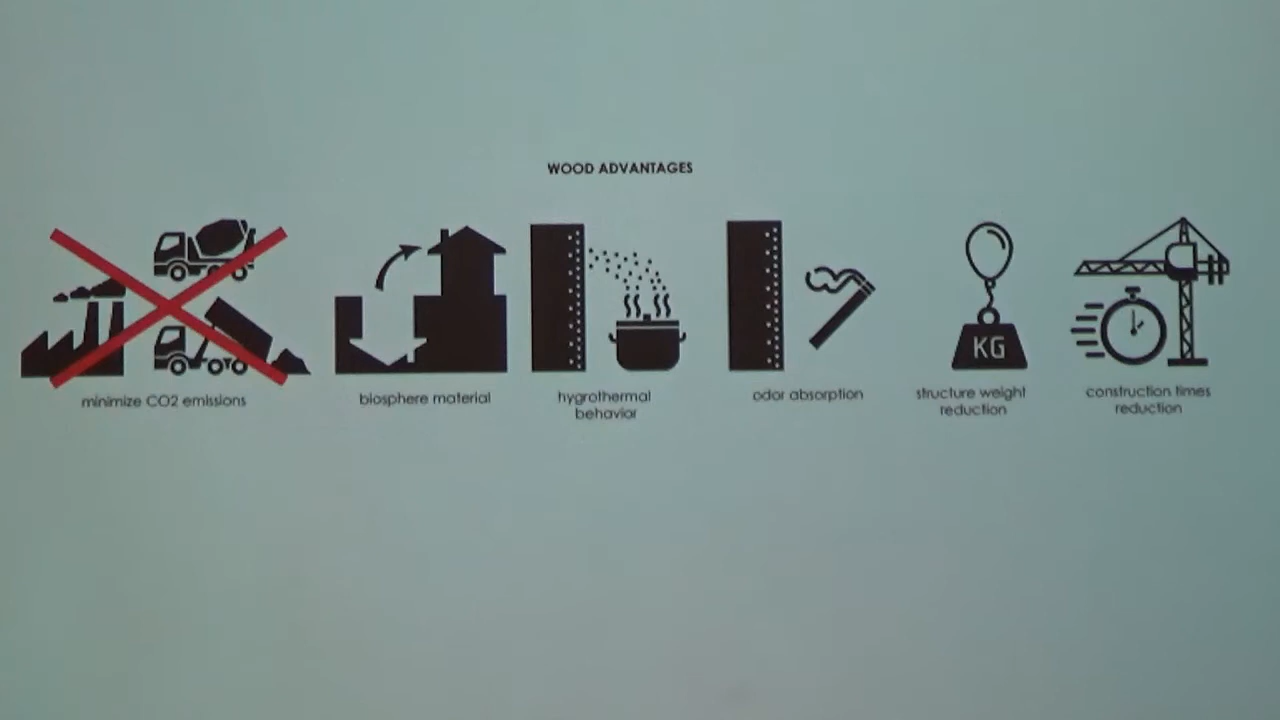 WOOD ADVANTAGES
KG
minimize CO2 emissions
biosphere material
hygrothermal
behavior
odor absorption
structure weight
reduction
construction times
reduction